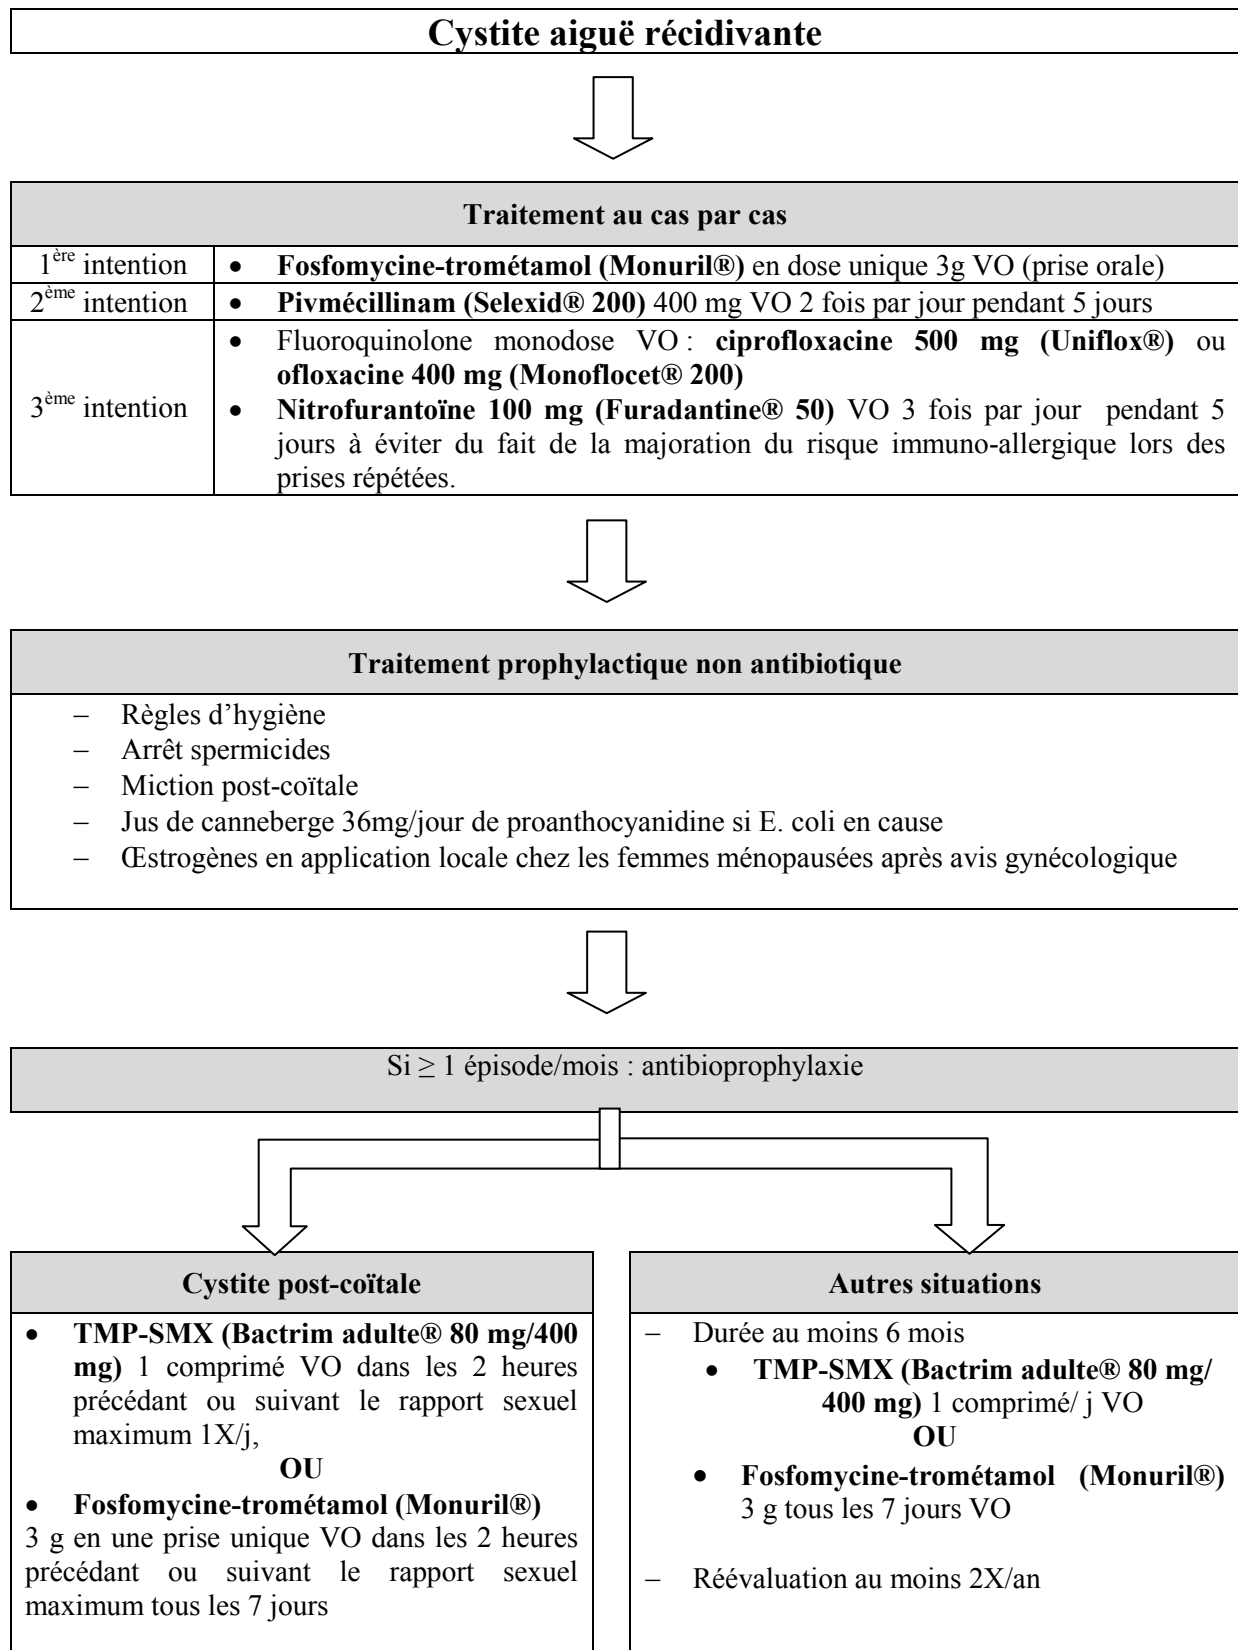 Cystite aiguë récidivante
Traitement au cas par cas
1ère intention
• Fosfomycine-trométamol (Monuril®) en dose unique 3g VO (prise orale)
2ème intention
• Pivmécillinam (Selexid® 200) 400 mg VO 2 fois par jour pendant 5 jours
3ème intention
• Fluoroquinolone monodose VO : ciprofloxacine 500 mg (Uniflox®) ou
ofloxacine 400 mg (Monoflocet® 200)
• Nitrofurantoïne 100 mg (Furadantine® 50) VO 3 fois par jour pendant 5
jours à éviter du fait de la majoration du risque immuno-allergique lors des
prises répétées.
Traitement prophylactique non antibiotique
– Règles d’hygiène
– Arrêt spermicides
– Miction post-coïtale
– Jus de canneberge 36mg/jour de proanthocyanidine si E. coli en cause
– Œstrogènes en application locale chez les femmes ménopausées après avis gynécologique
Si ≥ 1 épisode/mois : antibioprophylaxie
Cystite post-coïtale
• TMP-SMX (Bactrim adulte® 80 mg/400
mg) 1 comprimé VO dans les 2 heures
précédant ou suivant le rapport sexuel
maximum 1X/j,
OU
• Fosfomycine-trométamol (Monuril®)
3 g en une prise unique VO dans les 2 heures
précédant ou suivant le rapport sexuel
maximum tous les 7 jours
Autres situations
– Durée au moins 6 mois
• TMP-SMX (Bactrim adulte® 80 mg/
400 mg) 1 comprimé/ j VO
OU
• Fosfomycine-trométamol (Monuril®)
3 g tous les 7 jours VO
– Réévaluation au moins 2X/an